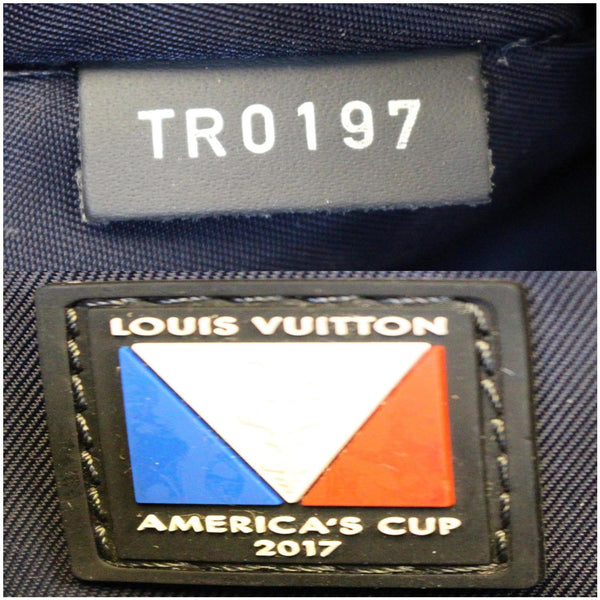 TR0197
LOUIS VUITTON
AMERICA'S CUP
2017